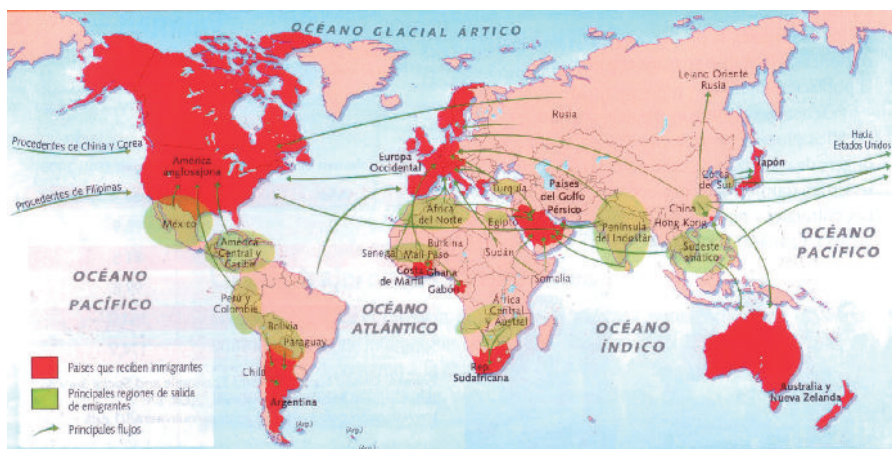 OCÉANO GLACIAL ÁRTICO
Lejano Oriente
Rusia
Rusia
Procedentes de China y Corea
Hacia
Estados Unidos
América
anglosajona
Europa
Occidental
Turquía
Países
del Golfo
Pérsico
Corea
del Sur
Japón
Procedentes de Filipinas
México
África
del Norte
Egipto
Península
del Indostán
China
Hong Kong
América
Central y
Caribe
Senegal
Malí
Burkina
Faso
Sudán
Sudeste
asiático
OCÉANO
PACÍFICO
OCÉANO
PACÍFICO
Costa
de Marfil
Ghana
Gabón
Somalia
Perú y
Colombia
OCÉANO
ATLÁNTICO
África
Central
y Austral
OCÉANO
ÍNDICO
Bolivia
Paraguay
Chile
Argentina
Rep.
Sudafricana
Australia y
Nueva Zelanda
(Arg.)
(Arg.)
Países que reciben inmigrantes
Principales regiones de salida
de emigrantes
Principales flujos